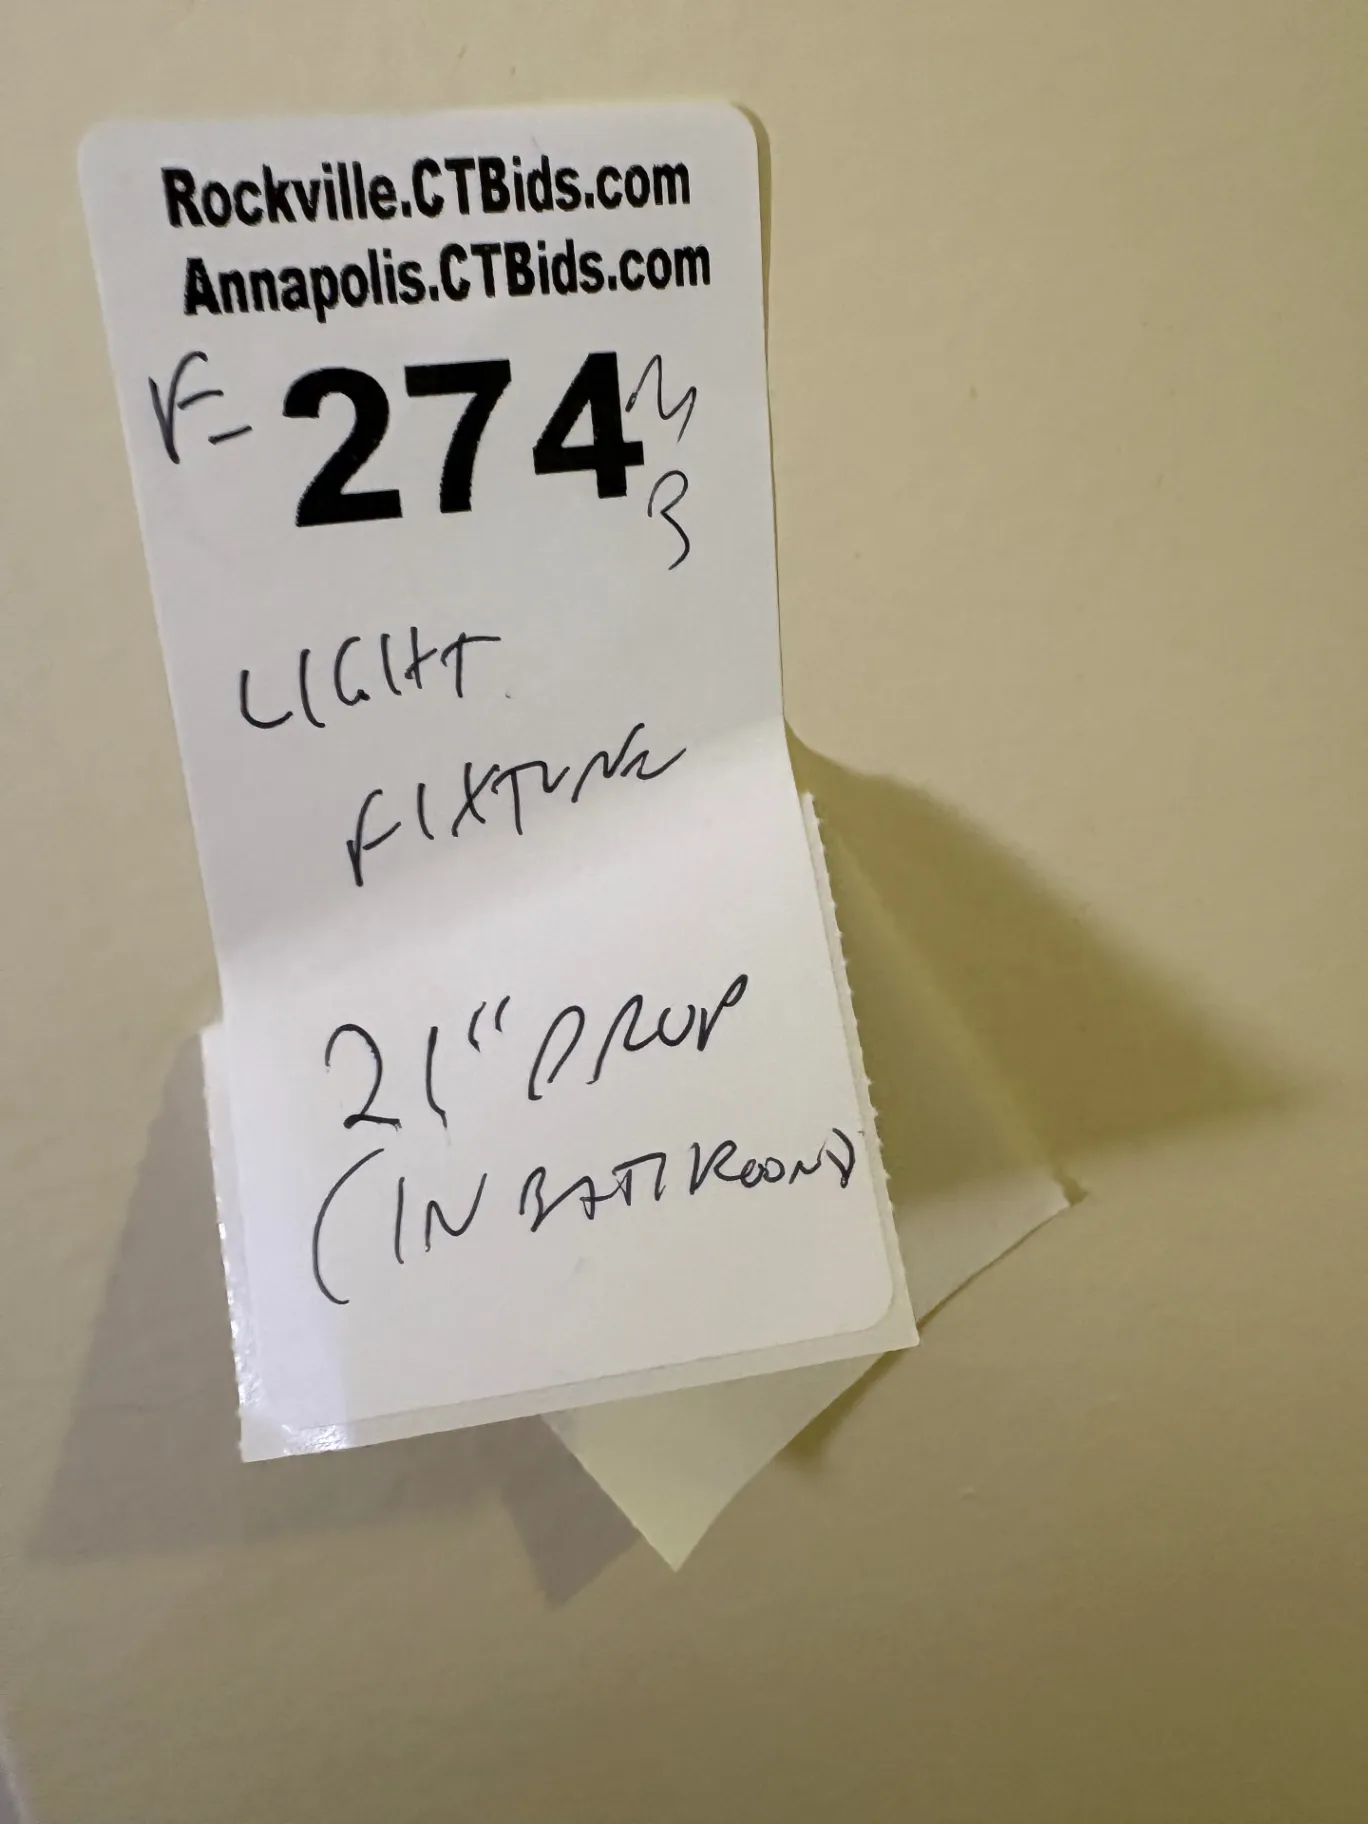 Rockville.CTBids.com
Annapolis.CTBids.com
F- 274
LIGHT
FIXTURE
21" DROP
(IN BATHROOM)